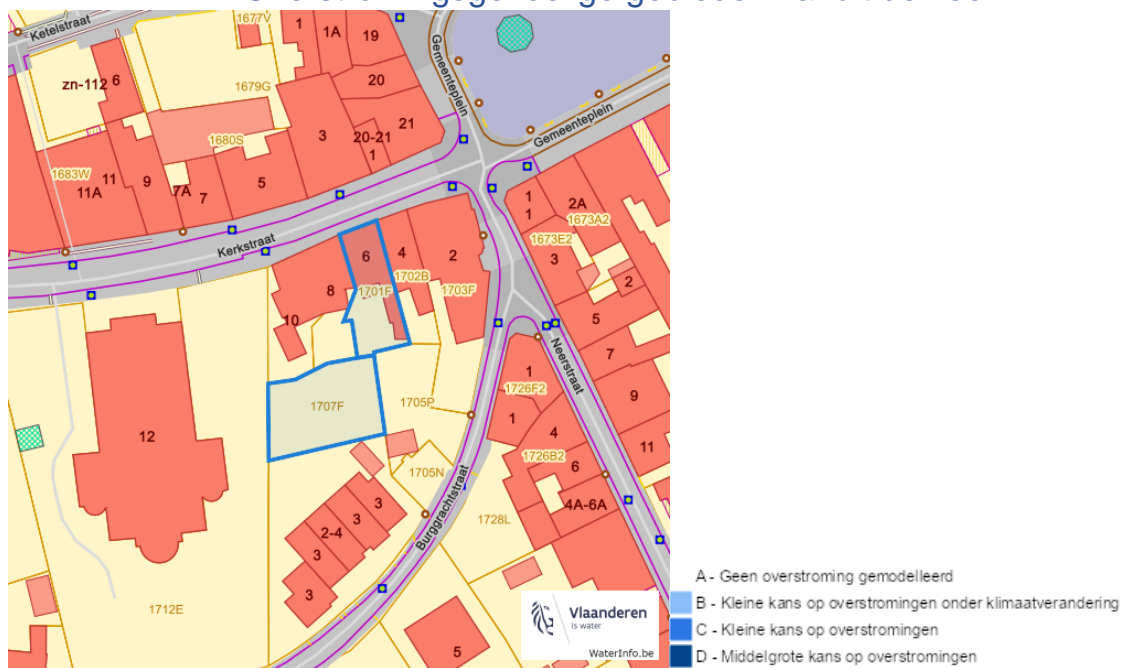 Ketelstraat
1677V
1
1A
19
Gemeenteplein
zn-112
6
1679G
20
3
20-21
21
1
Gemeenteplein
1683W
11
11A
9
7A
7
1680S
5
1
1
2A
1673A2
1673E2
3
2
Kerkstraat
6
4
2
1702B
1701F
1703F
8
10
5
7
Neerstraat
1
1726F2
1
9
1707F
1705P
12
4
11
1726B2
6
4A-6A
1705N
3
3
2-4
3
3
Burggrachtstraat
1728L
1712E
5
Vlaanderen
is water
WaterInfo.be
A - Geen overstroming gemodelleerd
B - Kleine kans op overstromingen onder klimaatverandering
C - Kleine kans op overstromingen
D - Middelgrote kans op overstromingen